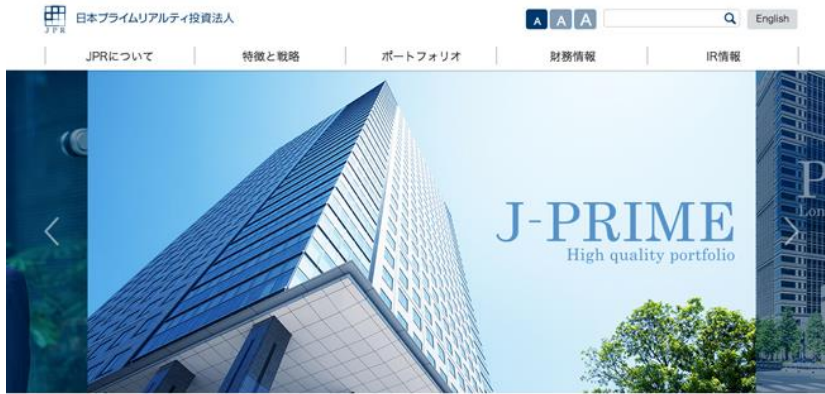 JPR
日本プライムリアルティ投資法人
A A A
English
JPRについて
特徴と戦略
ポートフォリオ
財務情報
IR情報
J-PRIME
High quality portfolio
P
Lon